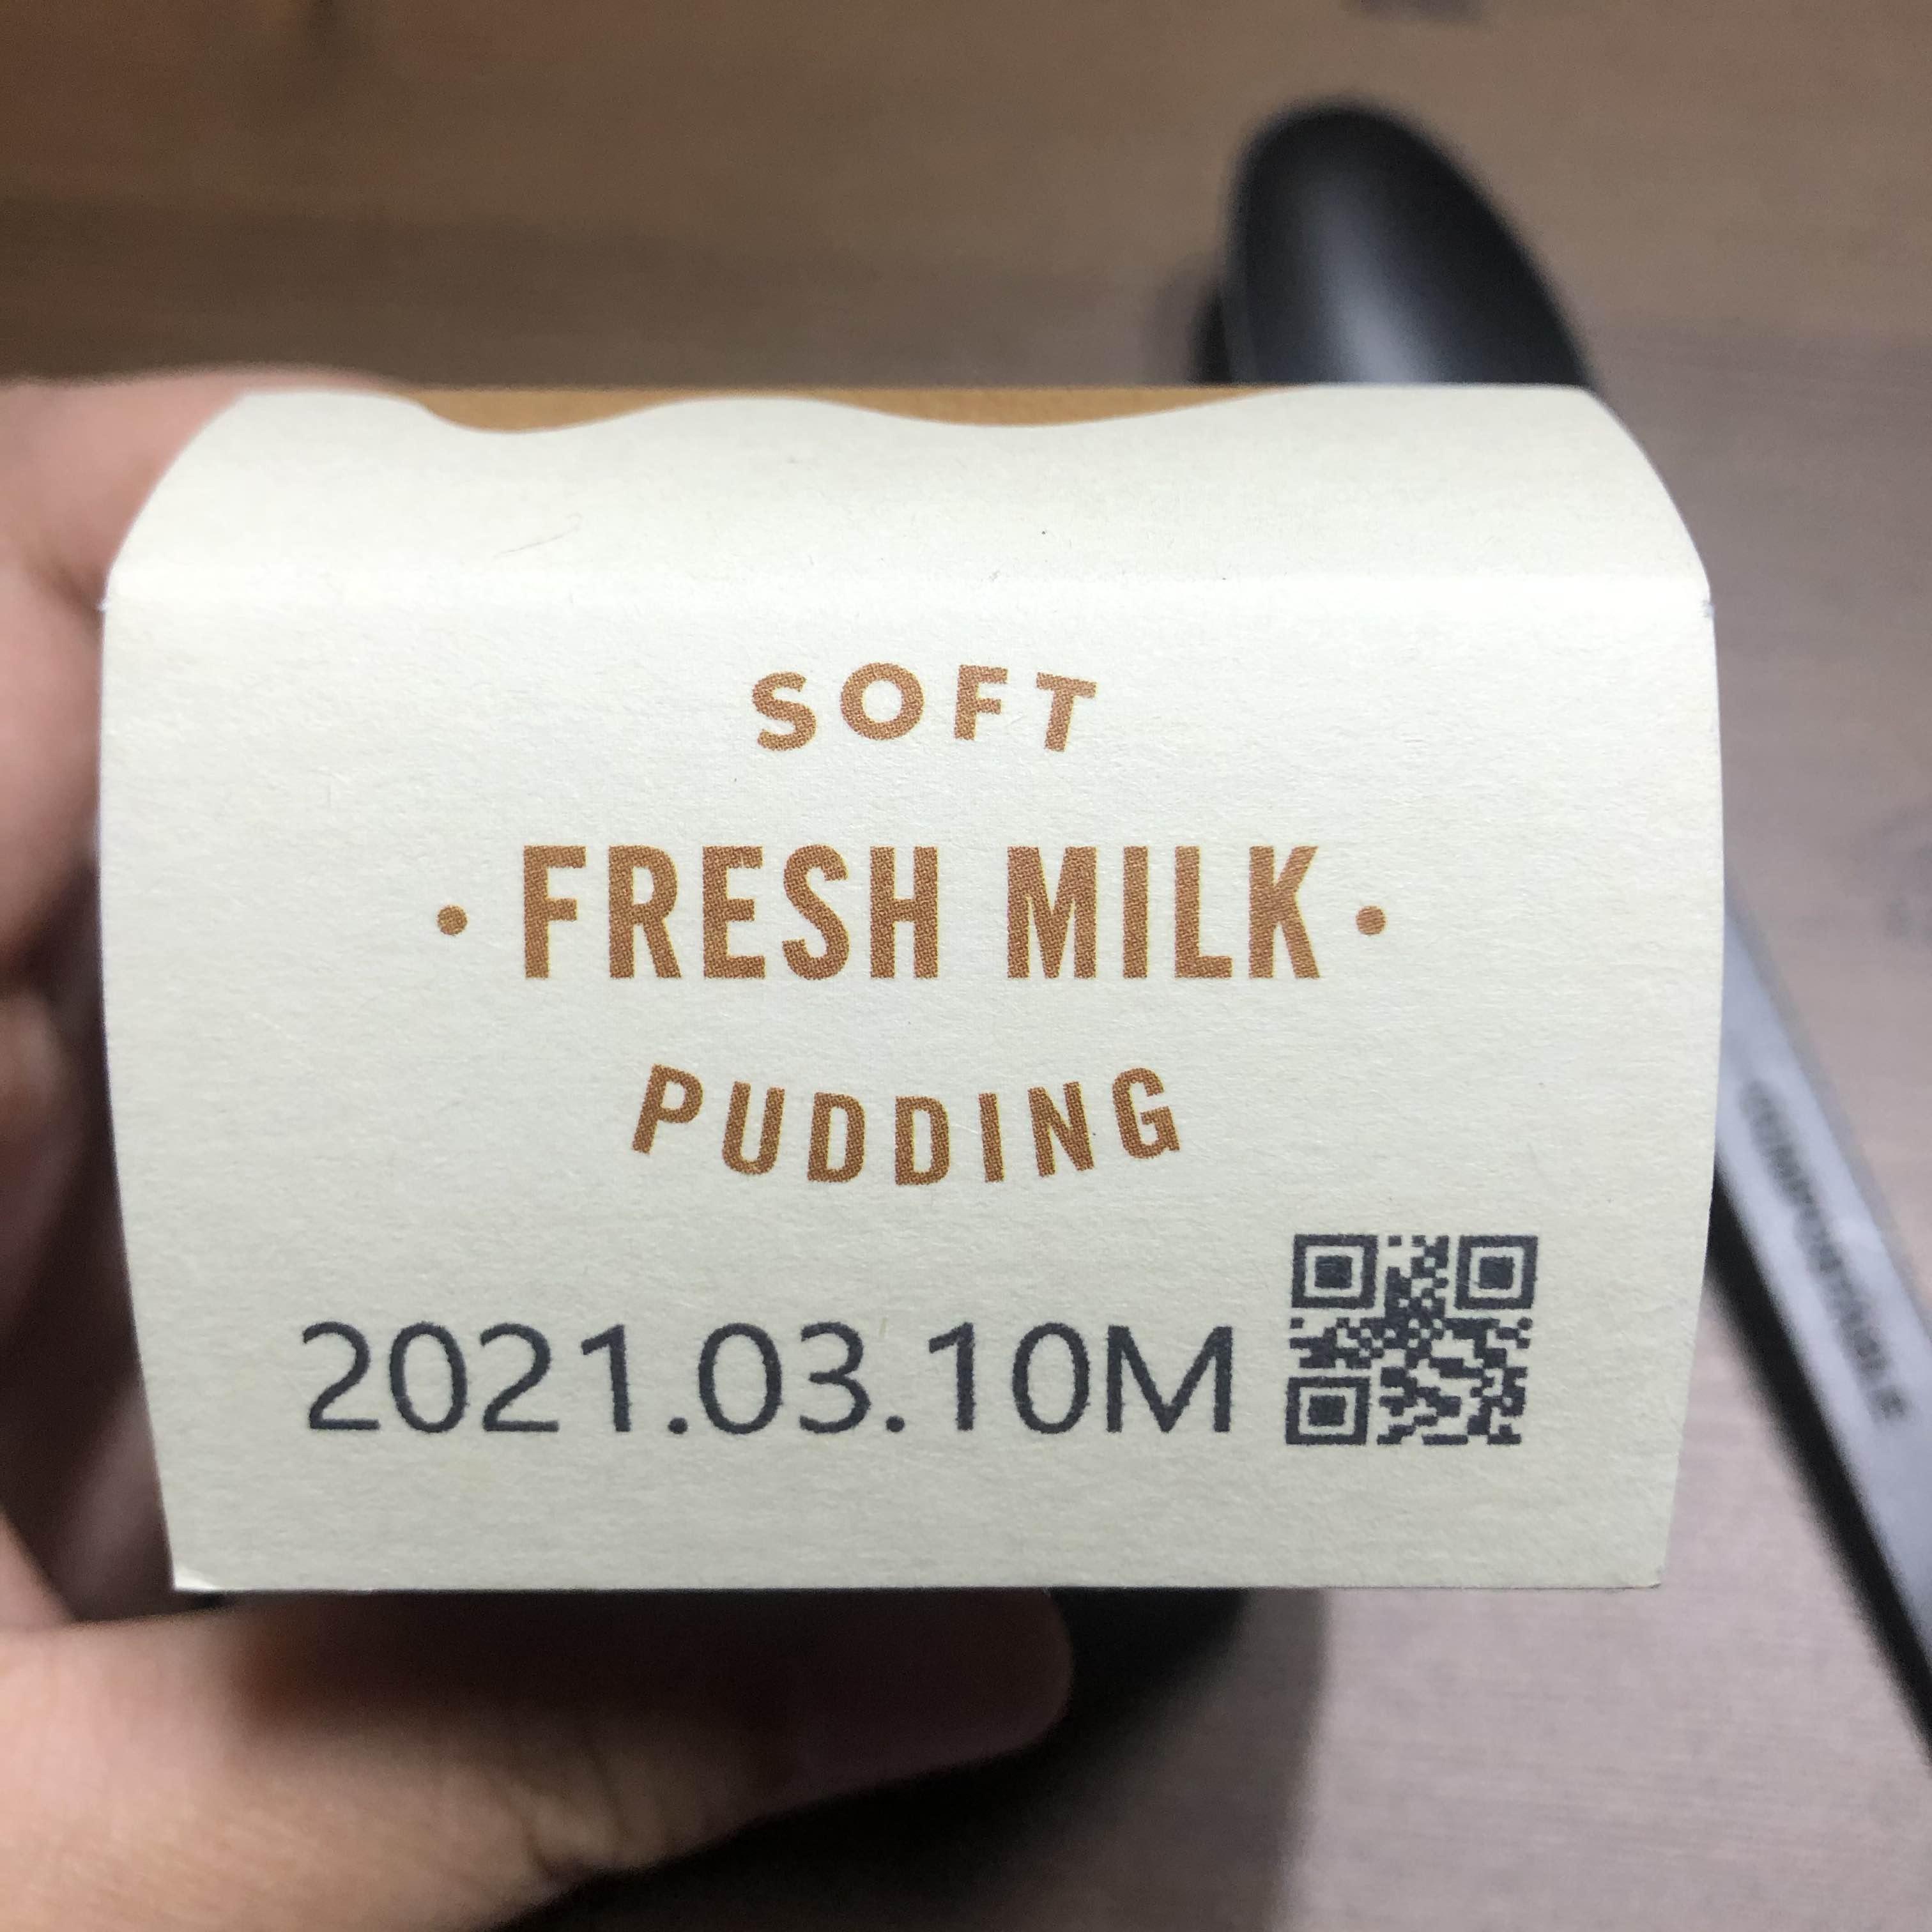 SOFT
• FRESH MILK •
PUDDING
2021.03.10M